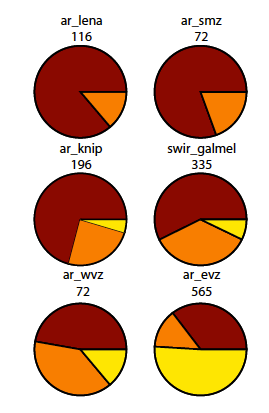 ar_lena
116
ar_smz
72
ar_knip
196
swir_galmel
335
ar_wvz
72
ar_evz
565